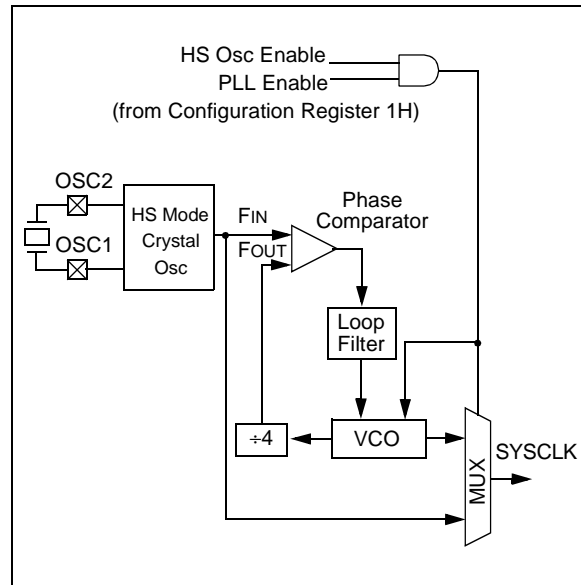 HS Osc Enable
PLL Enable
(from Configuration Register 1H)
OSC2
OSC1
HS Mode
Crystal
Osc
FIN
FOUT
Phase
Comparator
Loop
Filter
÷4
VCO
MUX
SYSCLK